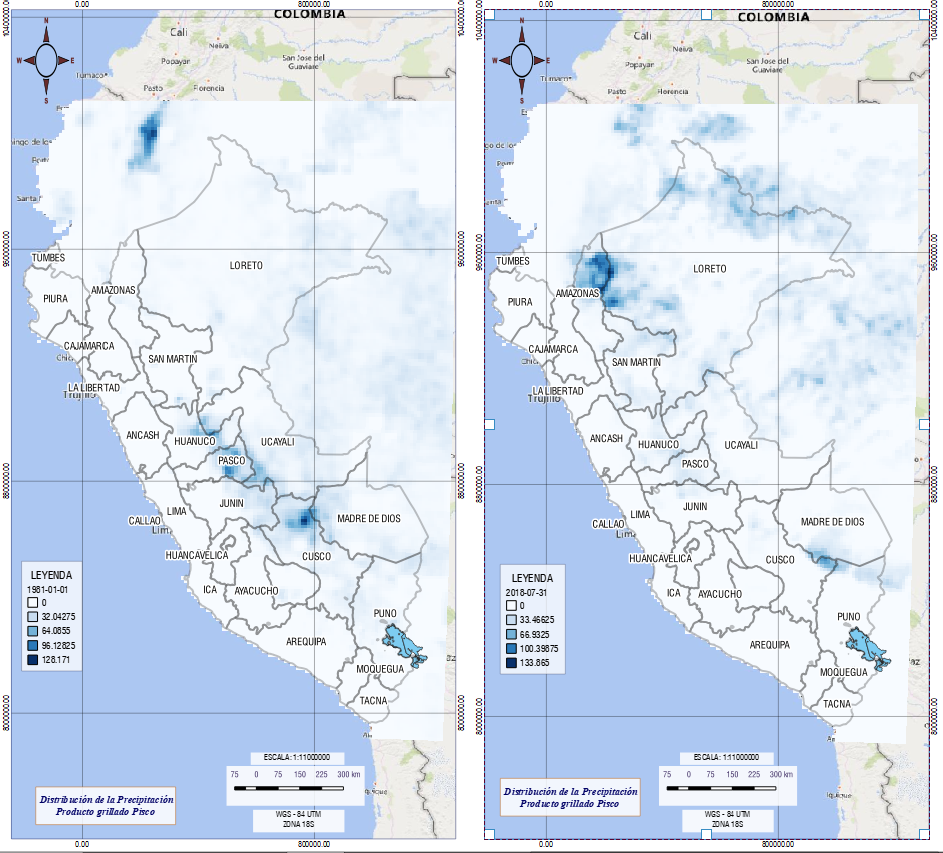 0.00
800000.00
10400000.00
COLOMBIA
N
W
E
S
Cali
Neiva
Popayan
San Jose del
Guaviare
Tumaco
Pasto
Florencia
Santa
TUMBES
PIURA
AMAZONAS
LORETO
CAJAMARCA
SAN MARTIN
LA LIBERTAD
Trujillo
ANCASH
HUANUCO
UCAYALI
PASCO
JUNIN
LIMA
CALLAO
MADRE DE DIOS
HUANCAVELICA
CUSCO
ICA
AYACUCHO
PUNO
AREQUIPA
MOQUEGUA
TACNA
9600000.00
8800000.00
8000000.00
LEYENDA
1981-01-01
0
32.04275
64.0855
96.12825
128.171
ESCALA: 1:11000000
75 0 75 150 225 300 km
Distribución de la Precipitación
Producto grillado Pisco
WGS - 84 UTM
ZONA 18S
0.00
800000.00
0.00
800000.00
10400000.00
COLOMBIA
N
W
E
S
Cali
Neiva
Popayan
San Jose del
Guaviare
Tumaco
Pasto
Florencia
TUMBES
PIURA
AMAZONAS
LORETO
CAJAMARCA
SAN MARTIN
LA LIBERTAD
Trujillo
ANCASH
HUANUCO
UCAYALI
PASCO
JUNIN
LIMA
CALLAO
MADRE DE DIOS
HUANCAVELICA
CUSCO
ICA
AYACUCHO
PUNO
AREQUIPA
MOQUEGUA
TACNA
9600000.00
8800000.00
8000000.00
LEYENDA
2018-07-31
0
33.46625
66.9325
100.39875
133.865
ESCALA: 1:11000000
75 0 75 150 225 300 km
Distribución de la Precipitación
Producto grillado Pisco
WGS - 84 UTM
ZONA 18S
0.00
800000.00